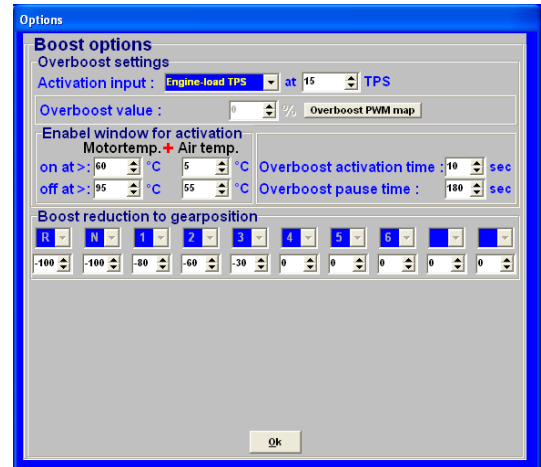 Options
Boost options
Overboost settings
Activation input : Engine-load TPS at 15 TPS
Overboost value : 0 % Overboost PWM map
Enabel window for activation
Motortemp. + Air temp.
on at >: 60 °C 5 °C Overboost activation time : 10 sec
off at >: 95 °C 55 °C Overboost pause time : 180 sec
Boost reduction to gearposition
R N 1 2 3 4 5 6
-100 -100 -80 -60 -30 0 0 0 0 0
Ok